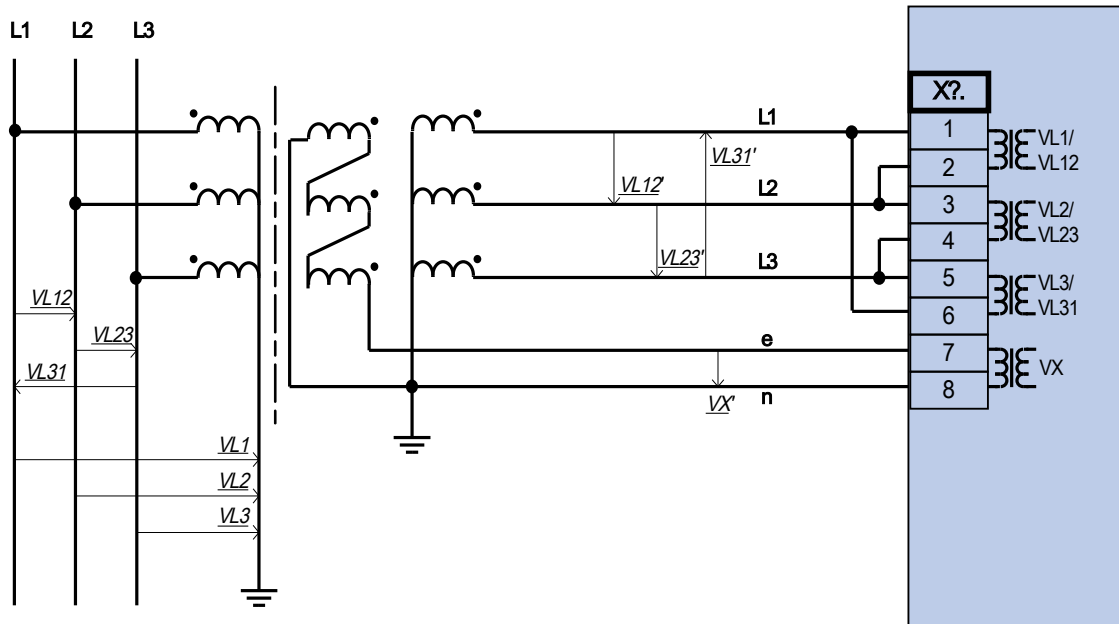 L1 L2 L3
X?.
L1
1
VL1/
VL31'
2
VL12
VL12'
L2
3
VL2/
4
VL23
VL23'
L3
5
VL3/
VL12
6
VL31
VL23
e
7
VL31
VX
8
VX'
n
VL1
VL2
VL3